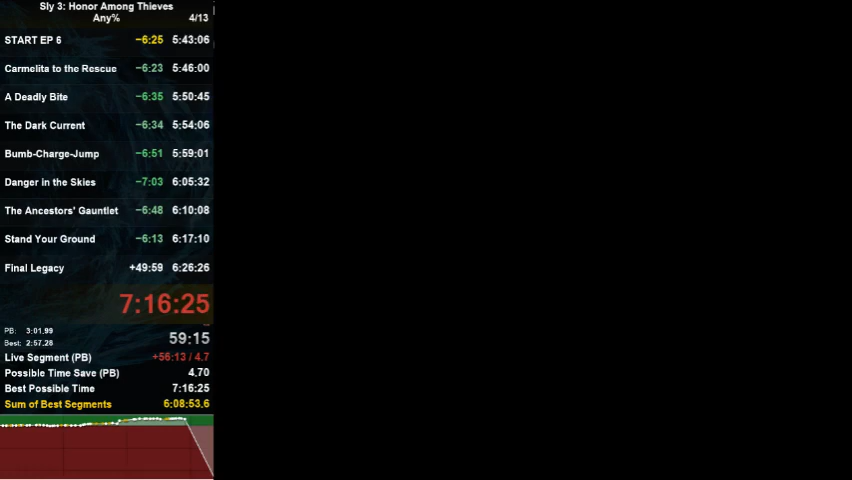 Sly 3: Honor Among Thieves
Any% 4/13
START EP 6 −6:25 5:43:06
Carmelita to the Rescue −6:23 5:46:00
A Deadly Bite −6:35 5:50:45
The Dark Current −6:34 5:54:06
Bumb-Charge-Jump −6:51 5:59:01
Danger in the Skies −7:03 6:05:32
The Ancestors' Gauntlet −6:48 6:10:08
Stand Your Ground −6:13 6:17:10
Final Legacy +49:59 6:26:26
7:16:25
PB: 3:01.99
Best: 2:57.28
59:15
Live Segment (PB) +56:13 / 4.7
Possible Time Save (PB) 4.70
Best Possible Time 7:16:25
Sum of Best Segments 6:08:53.6